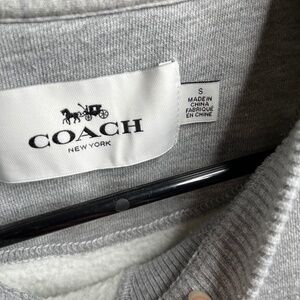 COACH
NEW YORK
S
MADE IN
CHINA
FABRIQUÉ
EN CHINE